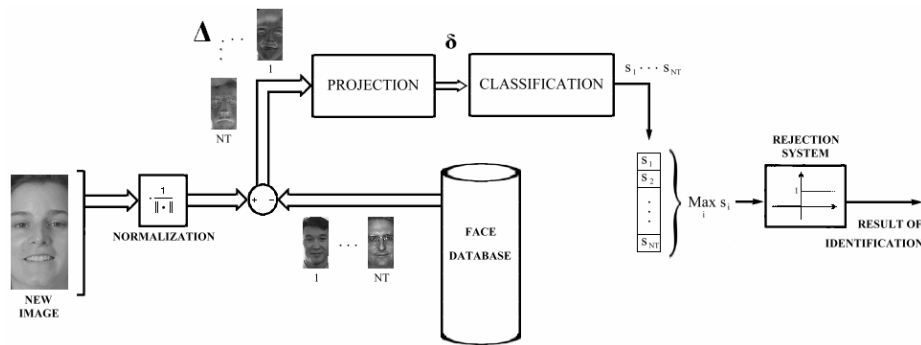 Δ
. . . .
1
NT
PROJECTION
δ
CLASSIFICATION
s1 · · · sNT
NEW
IMAGE
· 1 / ‖ • ‖
NORMALIZATION
+ −
1 · · · NT
FACE
DATABASE
s1
s2
.
.
.
sNT
Max si
i
REJECTION
SYSTEM
1
RESULT OF
IDENTIFICATION